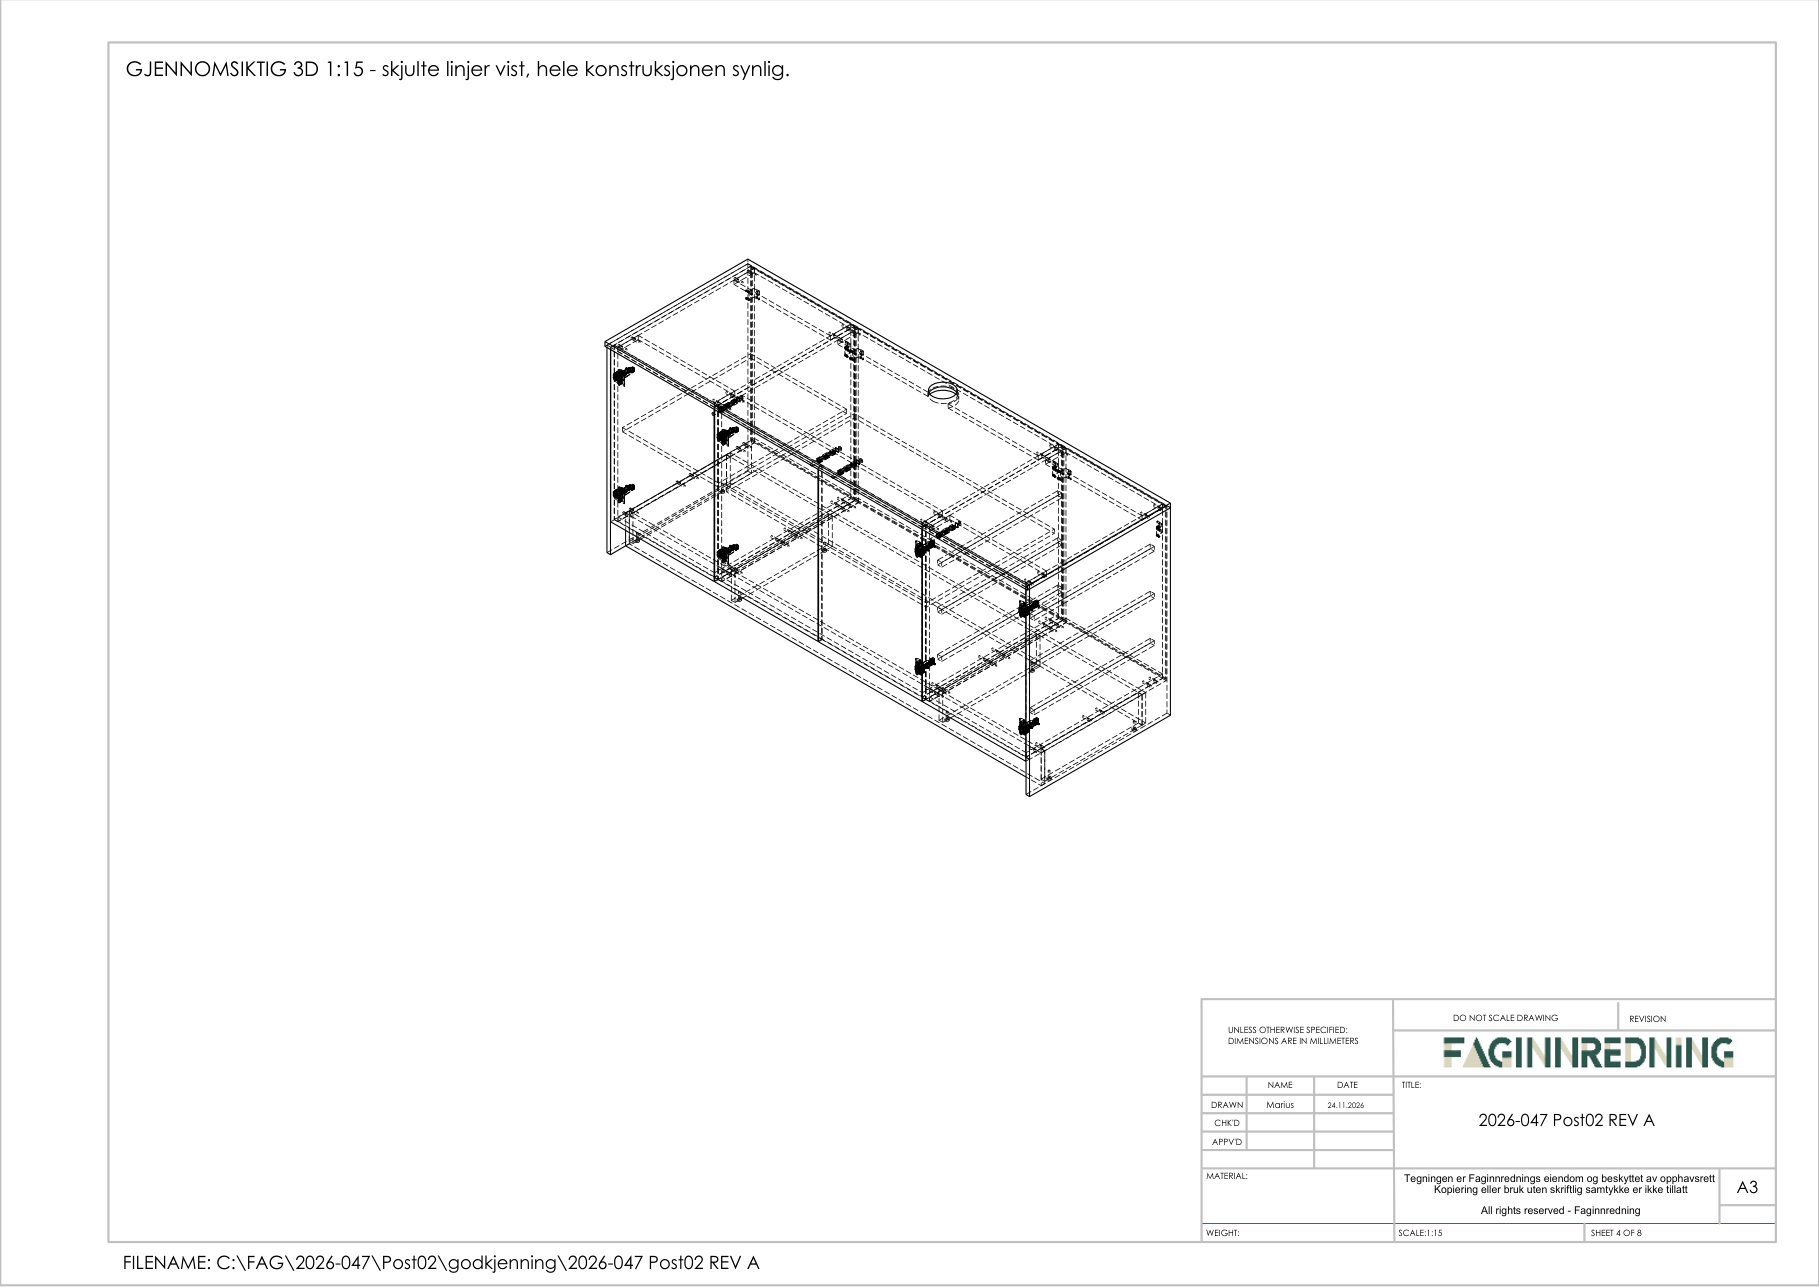 GJENNOMSIKTIG 3D 1:15 - skjulte linjer vist, hele konstruksjonen synlig.
UNLESS OTHERWISE SPECIFIED:
DIMENSIONS ARE IN MILLIMETERS
DO NOT SCALE DRAWING
REVISION
FAGINNREDNING
NAME
DATE
TITLE:
DRAWN
Marius
24.11.2026
2026-047 Post02 REV A
CHK'D
APPV'D
MATERIAL:
Tegningen er Faginnrednings eiendom og beskyttet av opphavsrett
Kopiering eller bruk uten skriftlig samtykke er ikke tillatt
All rights reserved - Faginnredning
A3
WEIGHT:
SCALE:1:15
SHEET 4 OF 8
FILENAME: C:\FAG\2026-047\Post02\godkjenning\2026-047 Post02 REV A